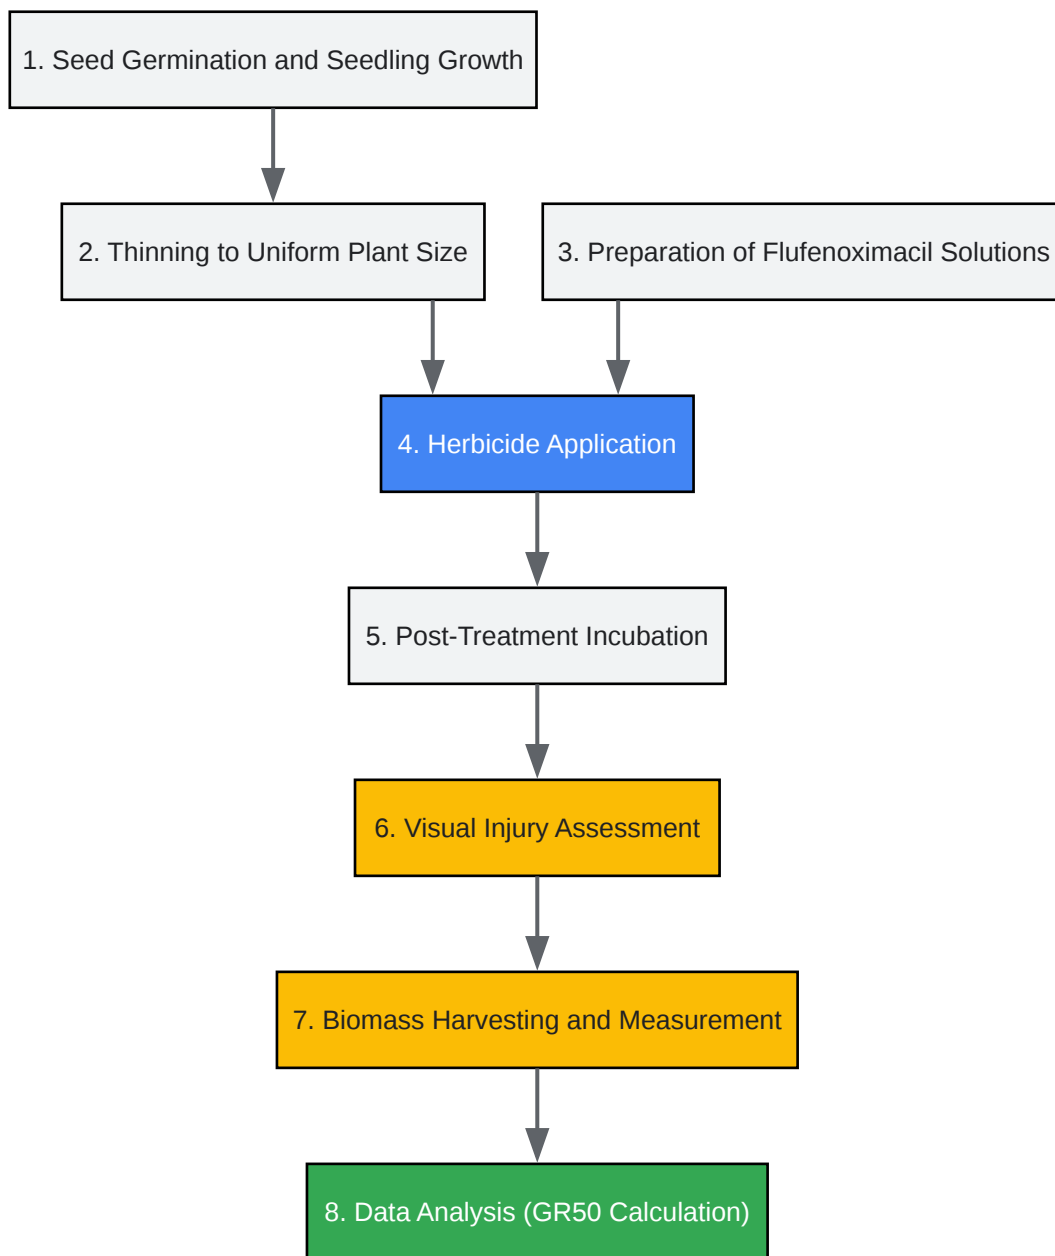 1. Seed Germination and Seedling Growth
2. Thinning to Uniform Plant Size
3. Preparation of Flufenoximacil Solutions
4. Herbicide Application
5. Post-Treatment Incubation
6. Visual Injury Assessment
7. Biomass Harvesting and Measurement
8. Data Analysis (GR50 Calculation)